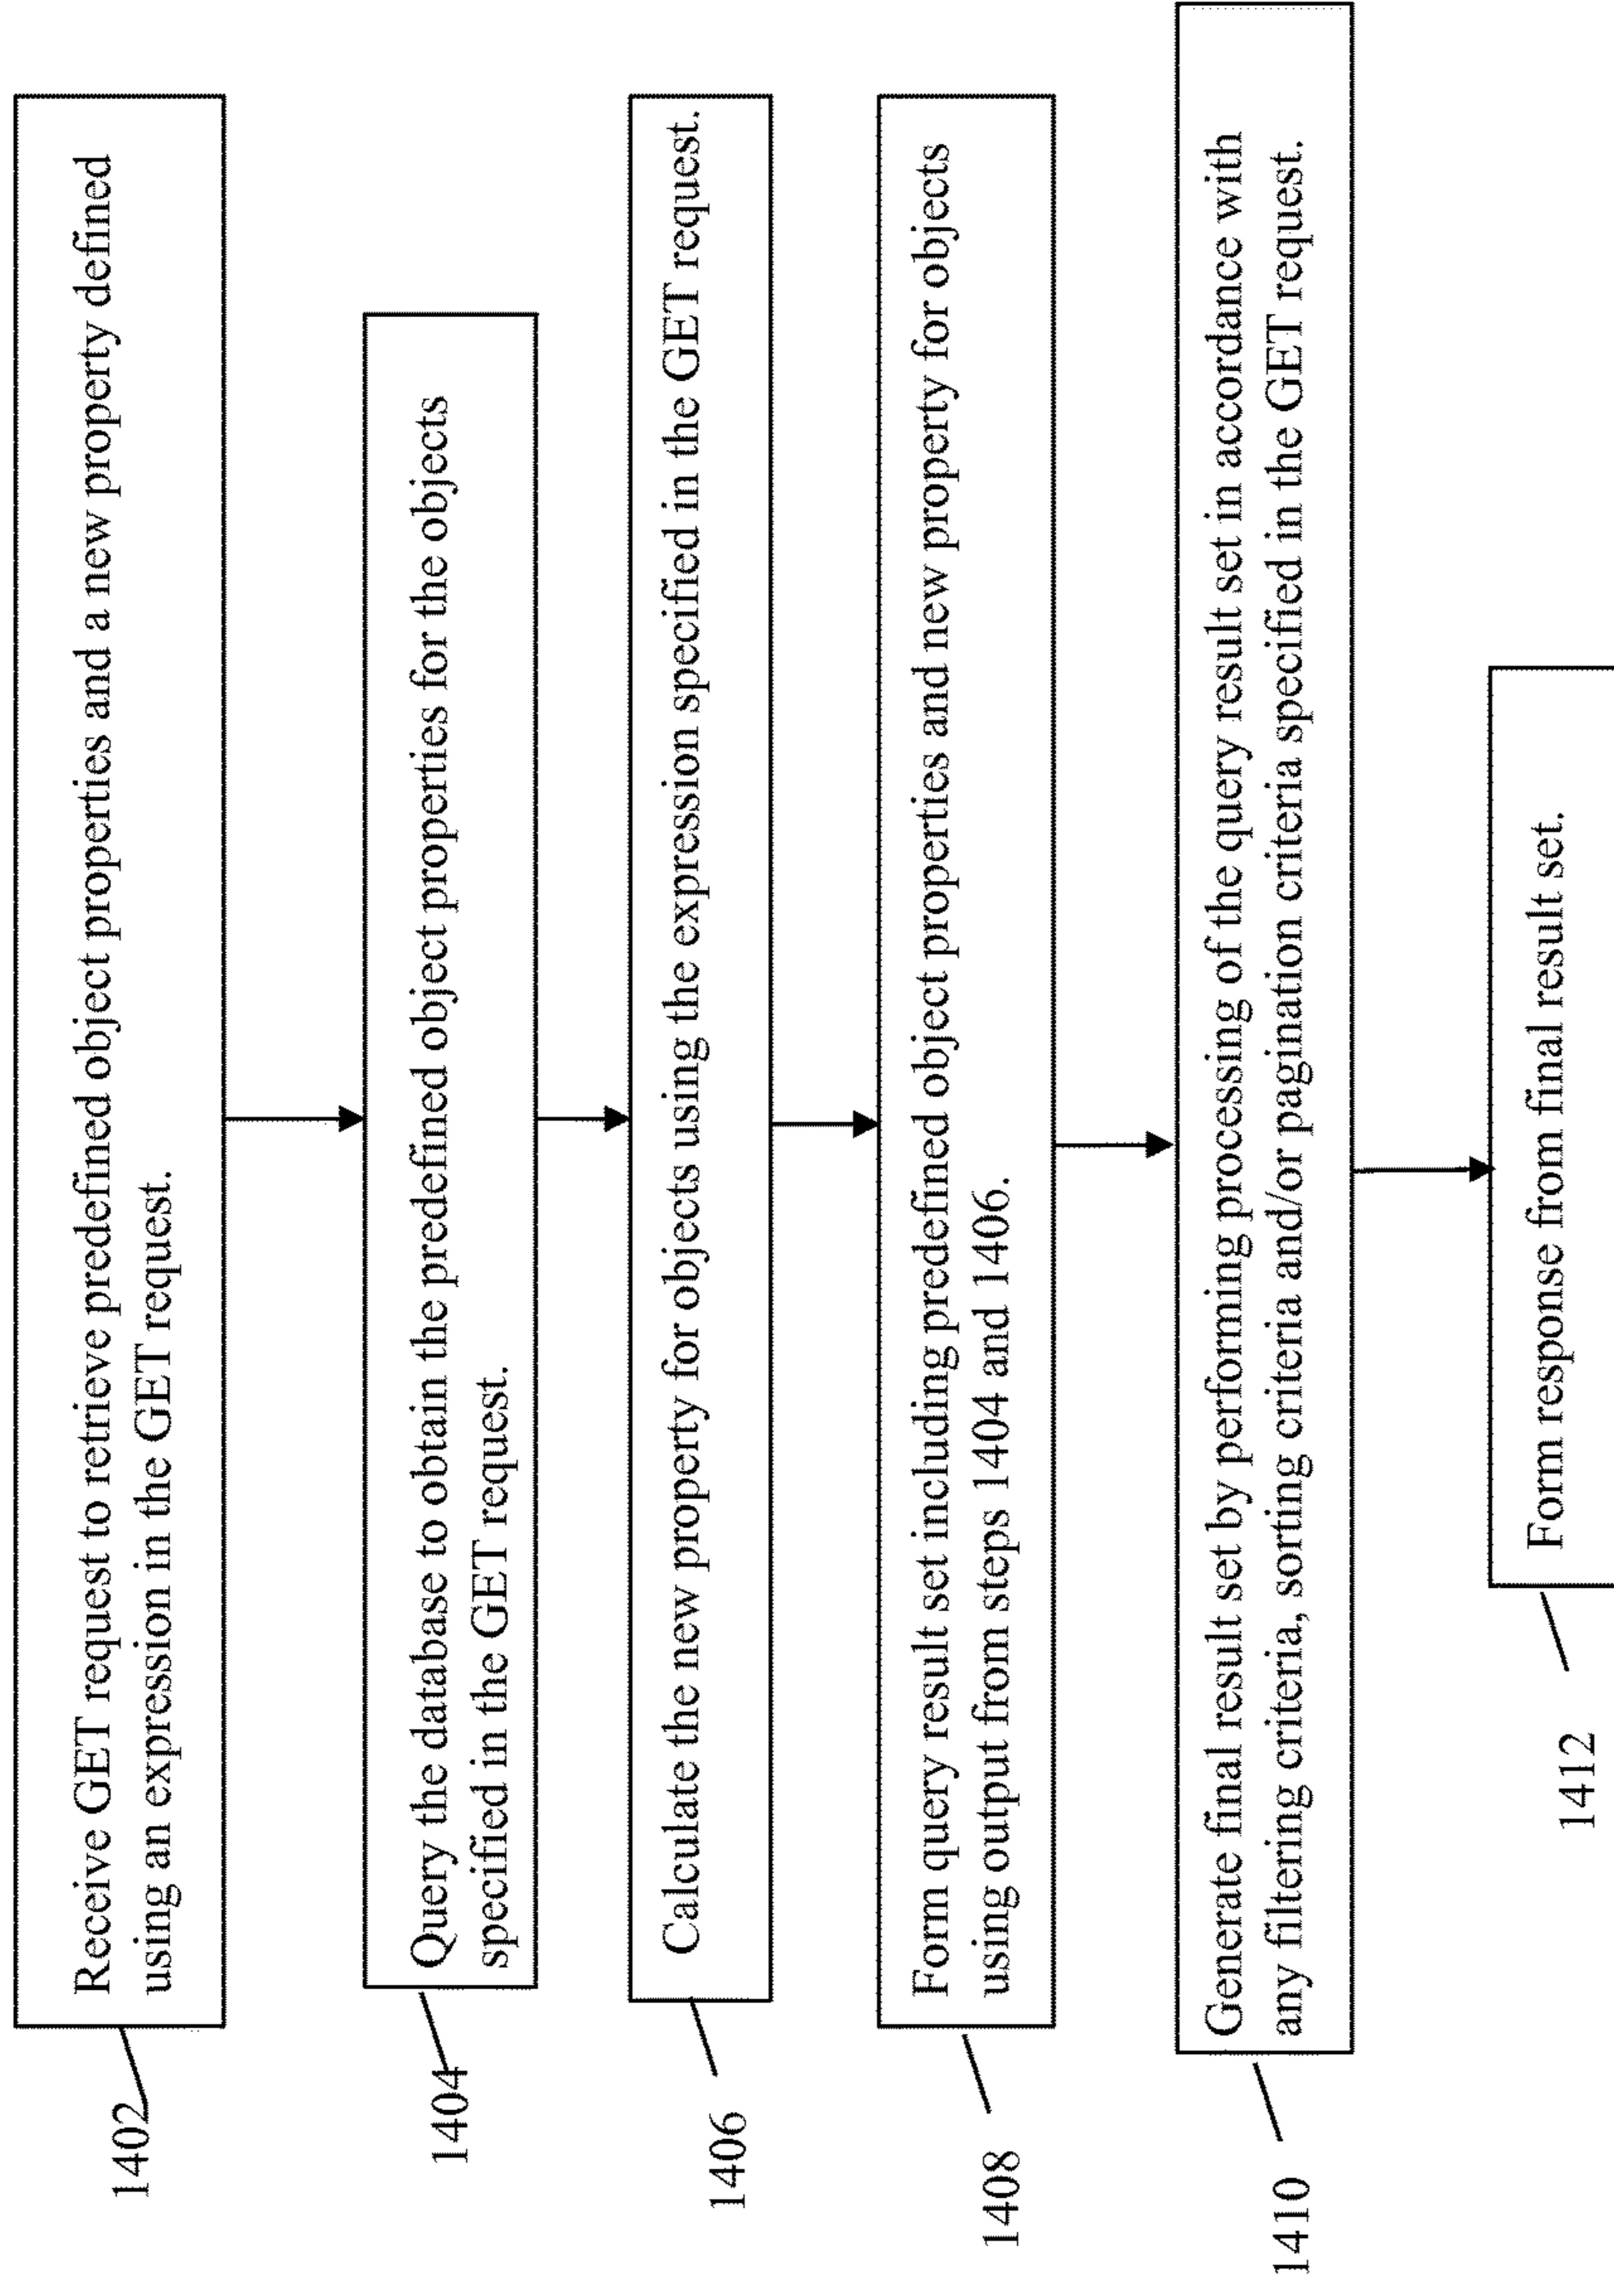 Receive GET request to retrieve predefined object properties and a new property defined
using an expression in the GET request.
1402
Query the database to obtain the predefined object properties for the objects
specified in the GET request.
1404
Calculate the new property for objects using the expression specified in the GET request.
1406
Form query result set including predefined object properties and new property for objects
using output from steps 1404 and 1406.
1408
Generate final result set by performing processing of the query result set in accordance with
any filtering criteria, sorting criteria and/or pagination criteria specified in the GET request.
1410
Form response from final result set.
1412